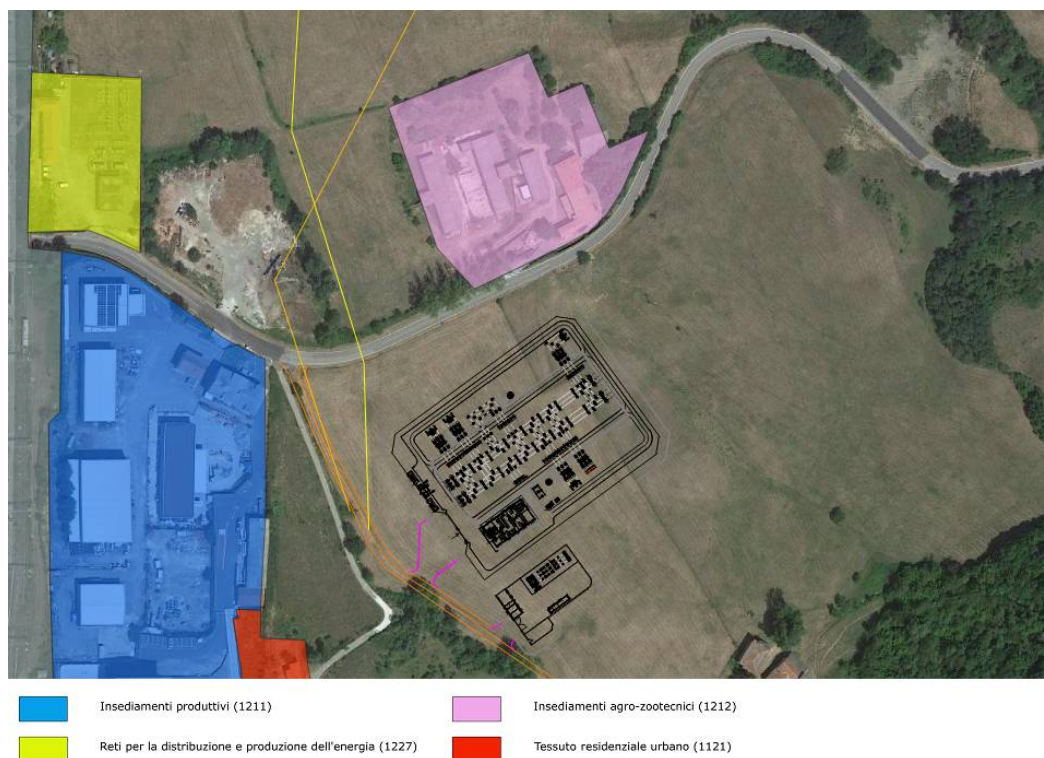 Insediamenti produttivi (1211)
Insediamenti agro-zootecnici (1212)
Reti per la distribuzione e produzione dell'energia (1227)
Tessuto residenziale urbano (1121)